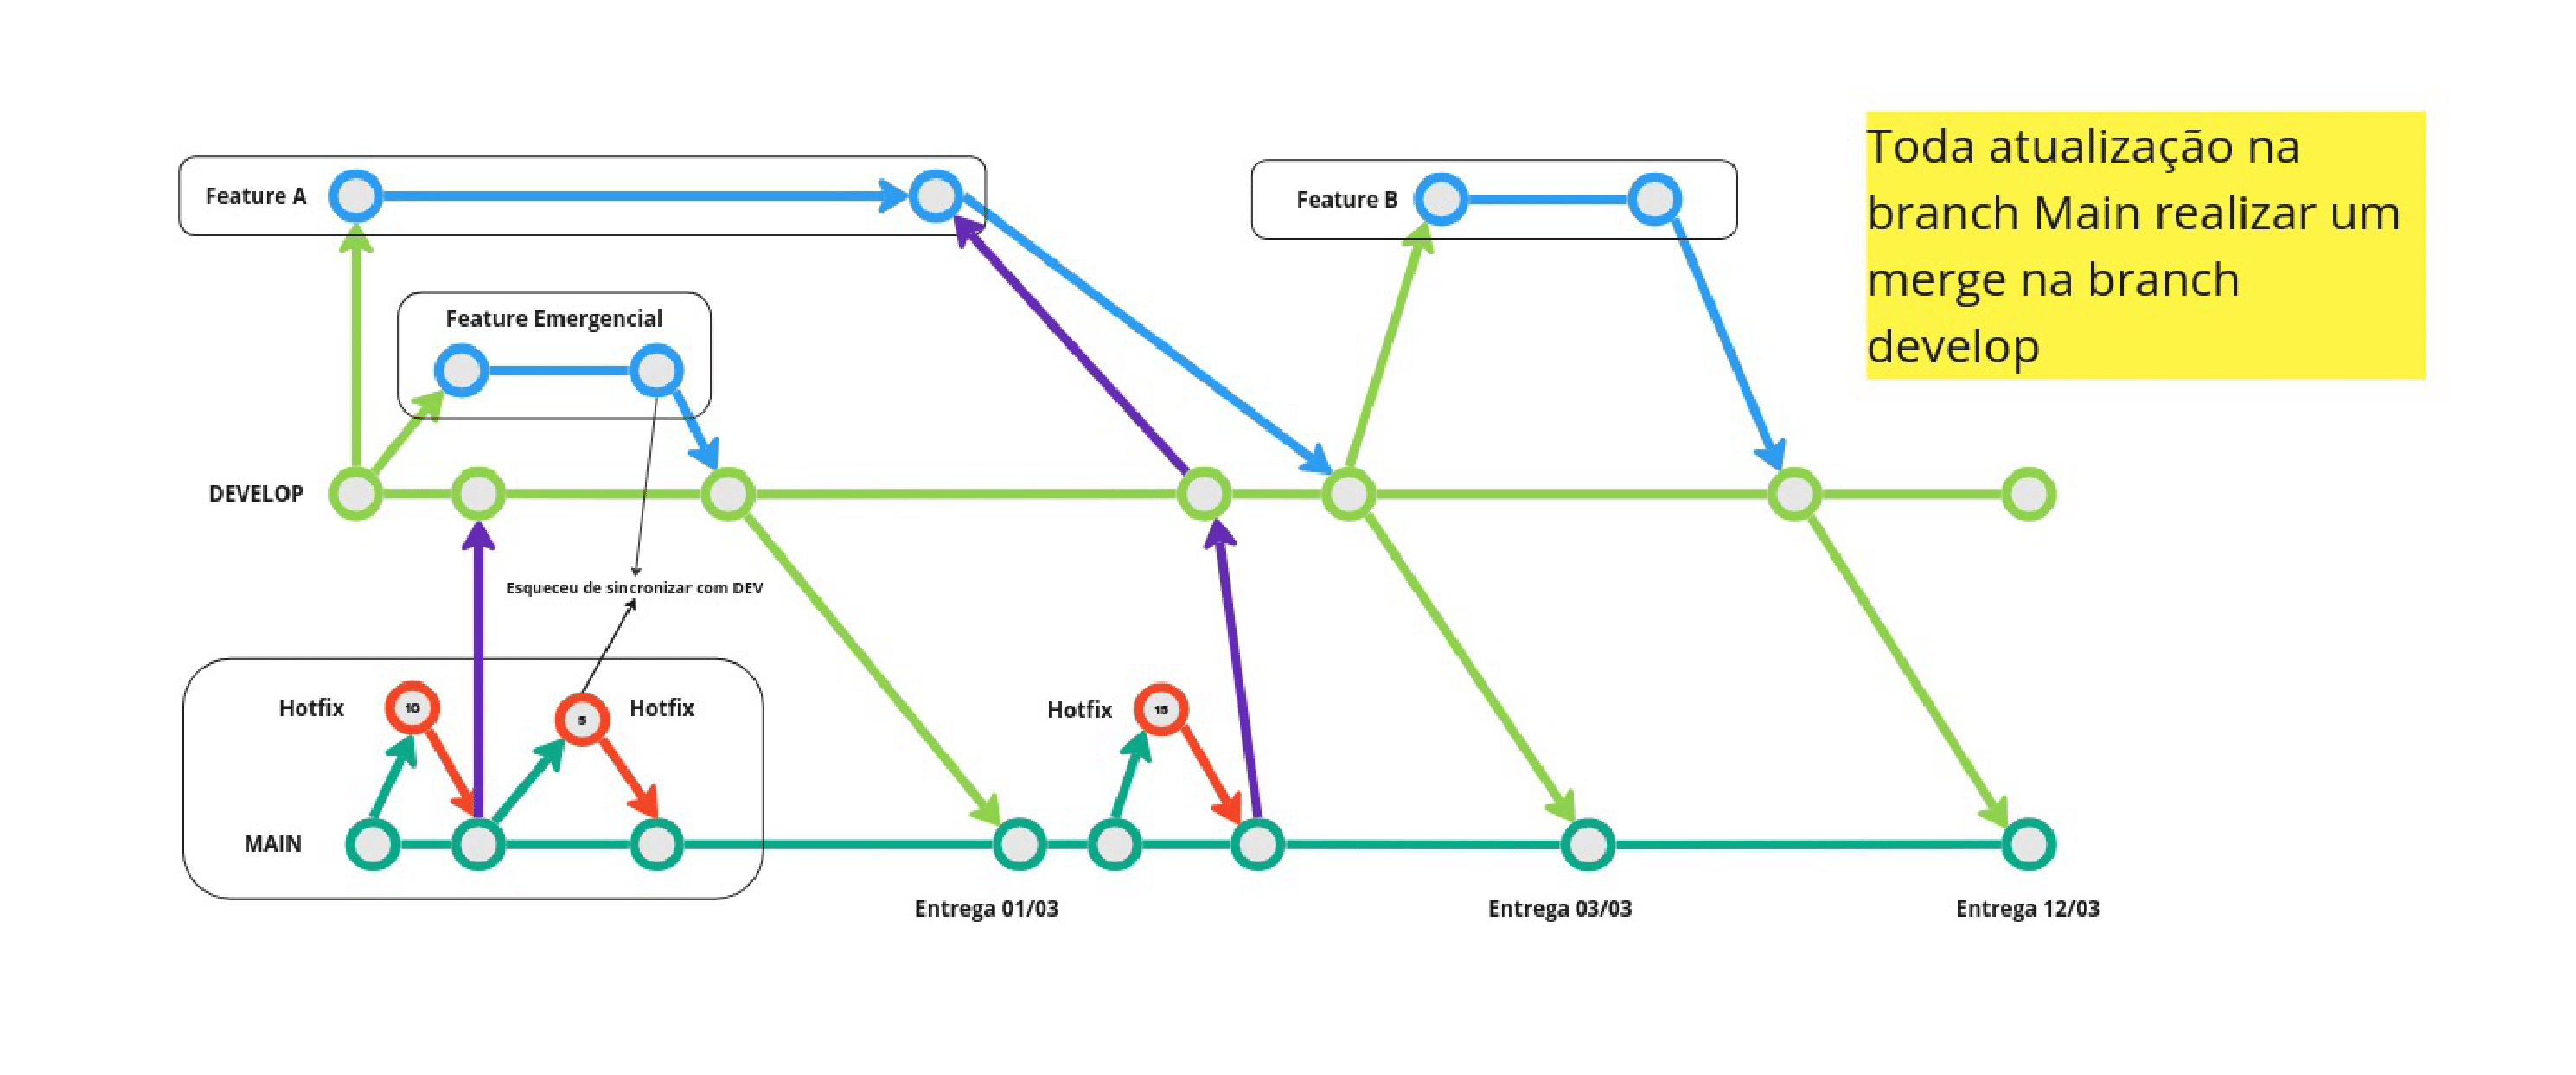 Toda atualização na
branch Main realizar um
merge na branch
develop
Feature A
Feature B
Feature Emergencial
DEVELOP
Esqueceu de sincronizar com DEV
Hotfix
10
5
Hotfix
Hotfix
15
MAIN
Entrega 01/03
Entrega 03/03
Entrega 12/03